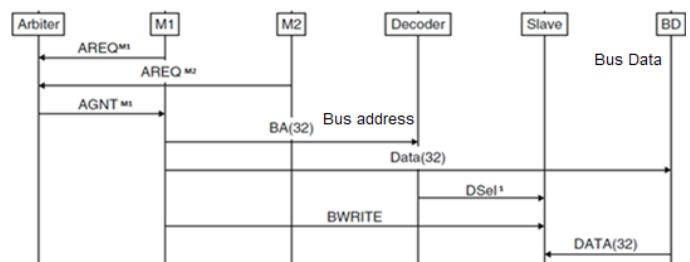 Arbiter M1 M2 Decoder Slave BD
AREQ M1
Bus Data
AREQ M2
AGNT M1
Bus address
BA(32)
Data(32)
DSel 1
BWRITE
DATA(32)